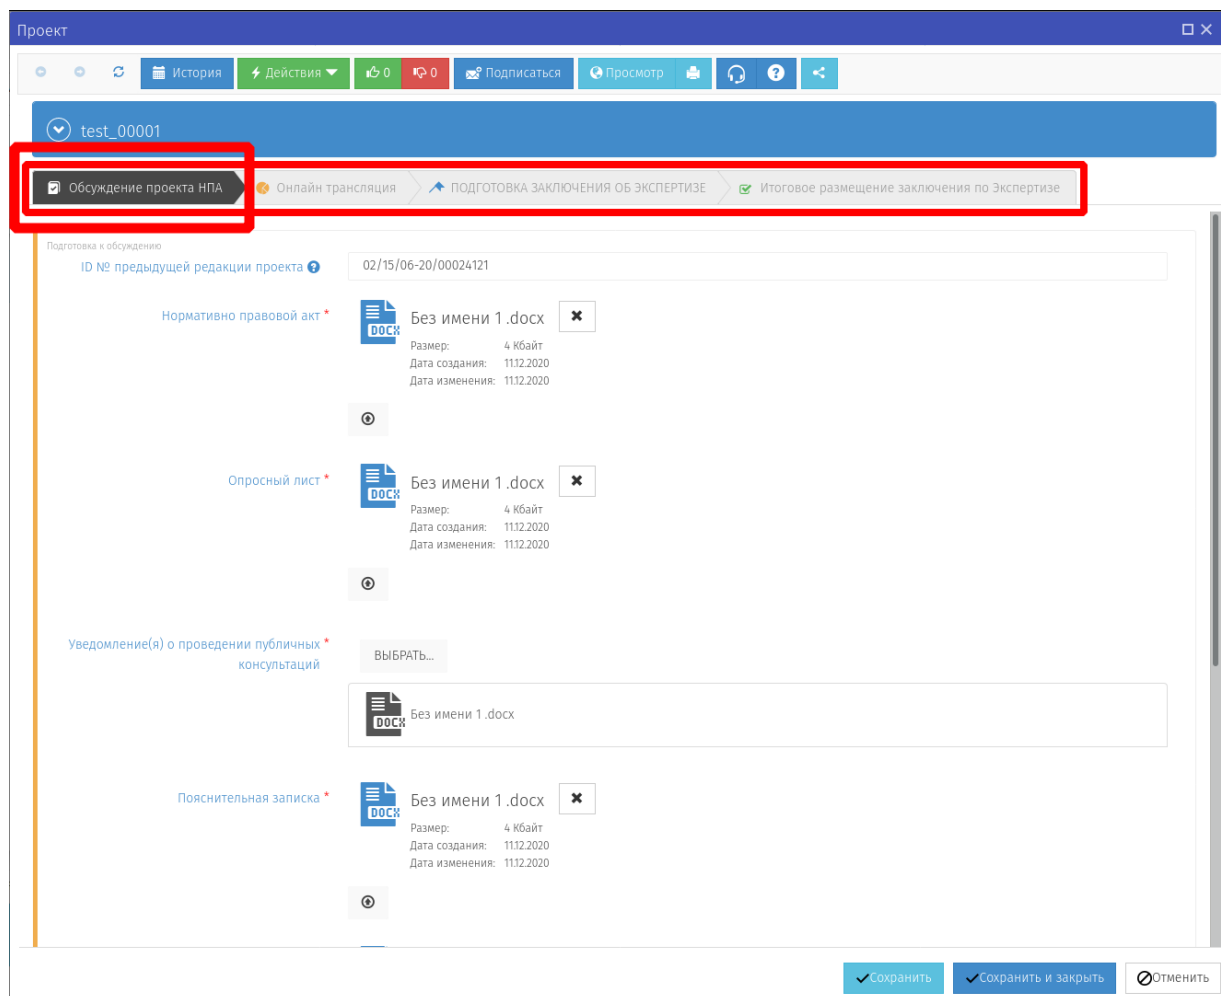 Проект
История Действия 0 0 Подписаться Просмотр
test_00001
Обсуждение проекта НПА Онлайн трансляция ПОДГОТОВКА ЗАКЛЮЧЕНИЯ ОБ ЭКСПЕРТИЗЕ Итоговое размещение заключения по Экспертизе
Подготовка к обсуждению
ID № предыдущей редакции проекта 02/15/06-20/00024121
Нормативно правовой акт * Без имени 1 .docx
DOCX
Размер: 4 Кбайт
Дата создания: 11.12.2020
Дата изменения: 11.12.2020
Опросный лист * Без имени 1 .docx
DOCX
Размер: 4 Кбайт
Дата создания: 11.12.2020
Дата изменения: 11.12.2020
Уведомление(я) о проведении публичных *
консультаций
ВЫБРАТЬ...
DOCX Без имени 1 .docx
Пояснительная записка * Без имени 1 .docx
DOCX
Размер: 4 Кбайт
Дата создания: 11.12.2020
Дата изменения: 11.12.2020
Сохранить Сохранить и закрыть Отменить